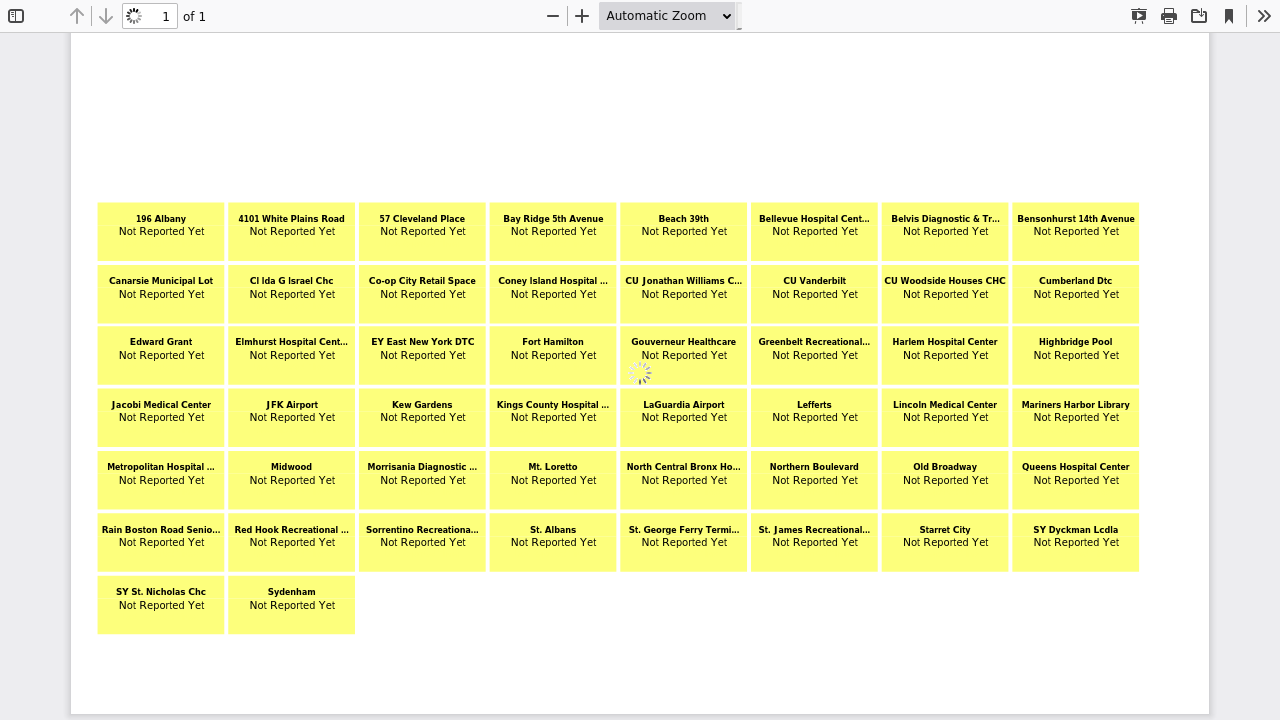 1 of 1 Automatic Zoom
196 Albany
Not Reported Yet
4101 White Plains Road
Not Reported Yet
57 Cleveland Place
Not Reported Yet
Bay Ridge 5th Avenue
Not Reported Yet
Beach 39th
Not Reported Yet
Bellevue Hospital Cent...
Not Reported Yet
Belvis Diagnostic & Tr...
Not Reported Yet
Bensonhurst 14th Avenue
Not Reported Yet
Canarsie Municipal Lot
Not Reported Yet
CI Ida G Israel Chc
Not Reported Yet
Co-op City Retail Space
Not Reported Yet
Coney Island Hospital ...
Not Reported Yet
CU Jonathan Williams C...
Not Reported Yet
CU Vanderbilt
Not Reported Yet
CU Woodside Houses CHC
Not Reported Yet
Cumberland Dtc
Not Reported Yet
Edward Grant
Not Reported Yet
Elmhurst Hospital Cent...
Not Reported Yet
EY East New York DTC
Not Reported Yet
Fort Hamilton
Not Reported Yet
Gouverneur Healthcare
Not Reported Yet
Greenbelt Recreational...
Not Reported Yet
Harlem Hospital Center
Not Reported Yet
Highbridge Pool
Not Reported Yet
Jacobi Medical Center
Not Reported Yet
JFK Airport
Not Reported Yet
Kew Gardens
Not Reported Yet
Kings County Hospital ...
Not Reported Yet
LaGuardia Airport
Not Reported Yet
Lefferts
Not Reported Yet
Lincoln Medical Center
Not Reported Yet
Mariners Harbor Library
Not Reported Yet
Metropolitan Hospital ...
Not Reported Yet
Midwood
Not Reported Yet
Morrisania Diagnostic ...
Not Reported Yet
Mt. Loretto
Not Reported Yet
North Central Bronx Ho...
Not Reported Yet
Northern Boulevard
Not Reported Yet
Old Broadway
Not Reported Yet
Queens Hospital Center
Not Reported Yet
Rain Boston Road Senio...
Not Reported Yet
Red Hook Recreational ...
Not Reported Yet
Sorrentino Recreationa...
Not Reported Yet
St. Albans
Not Reported Yet
St. George Ferry Termi...
Not Reported Yet
St. James Recreational...
Not Reported Yet
Starret City
Not Reported Yet
SY Dyckman Lcdla
Not Reported Yet
SY St. Nicholas Chc
Not Reported Yet
Sydenham
Not Reported Yet